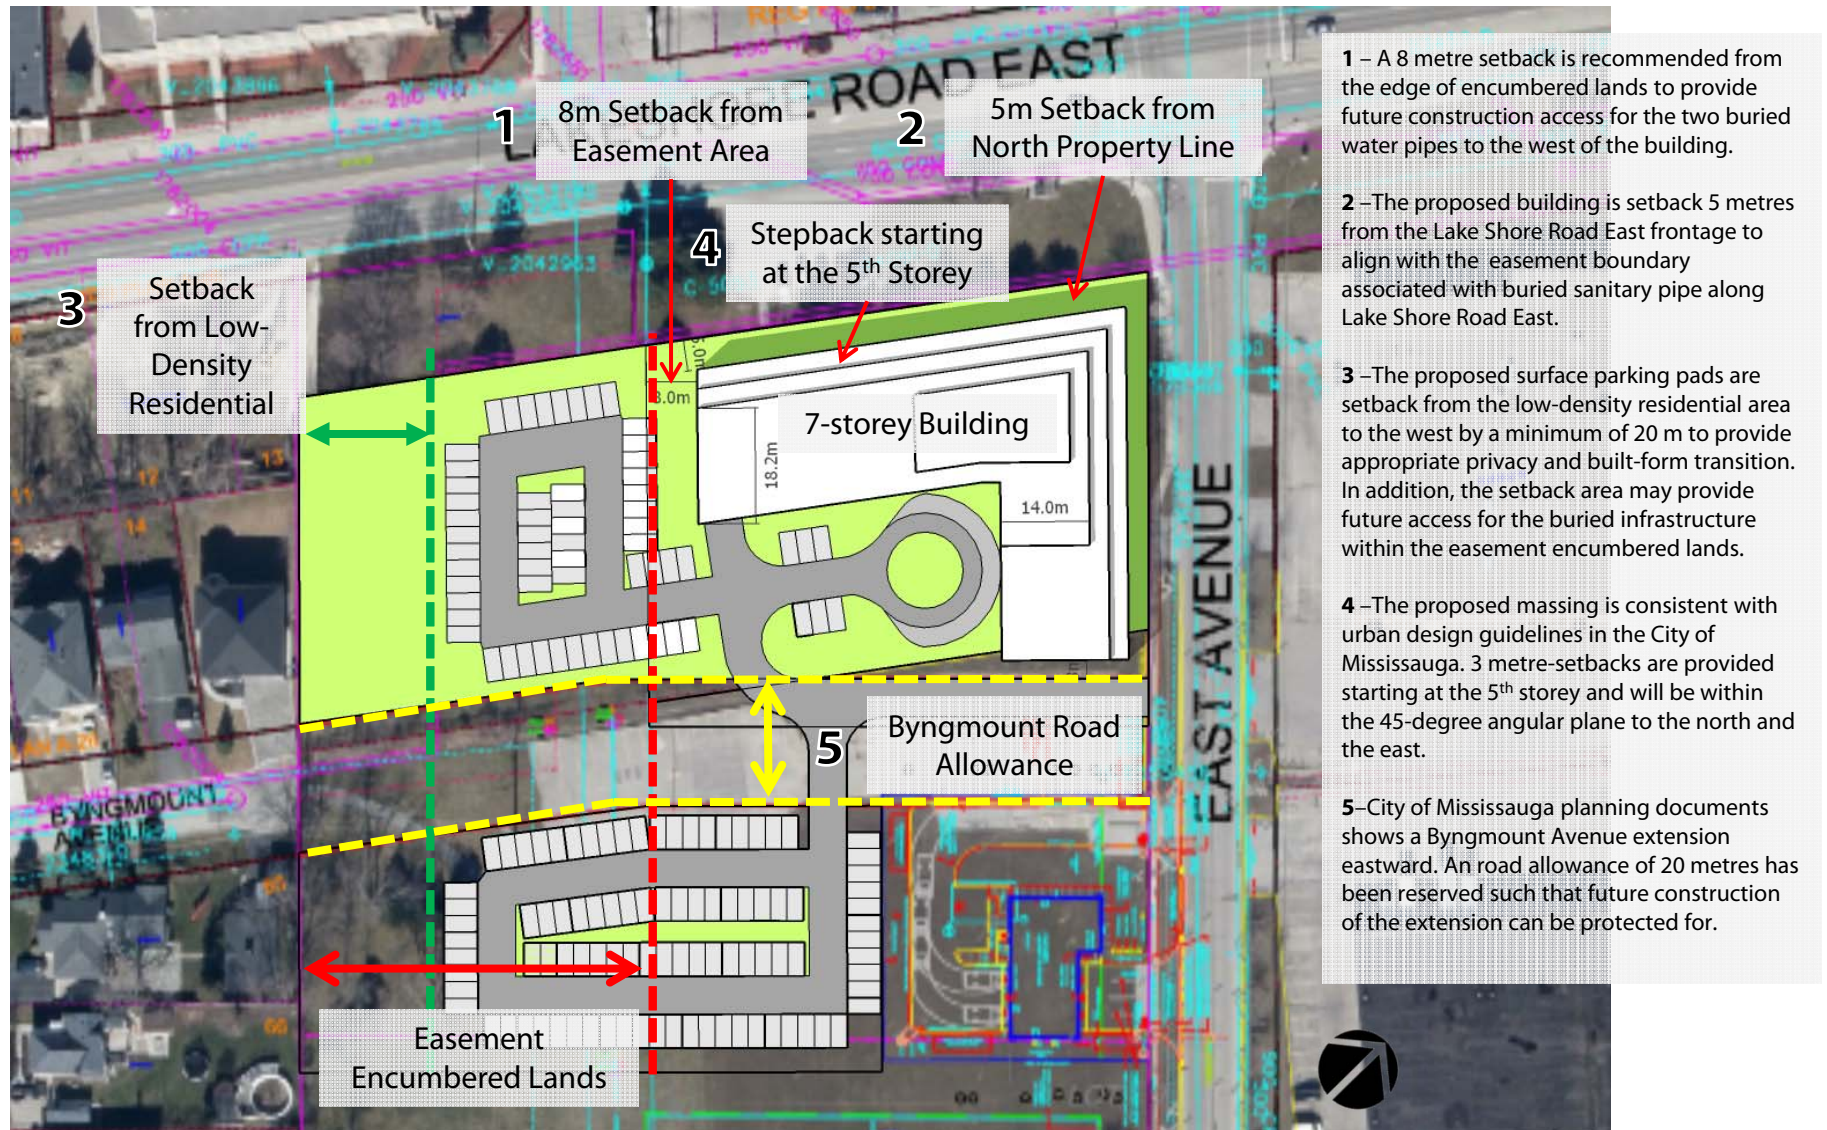 LAKESHORE ROAD EAST
1
8m Setback from
Easement Area
2
5m Setback from
North Property Line
4
Stepback starting
at the 5th Storey
3
Setback
from Low-
Density
Residential
V-2042963
5.0m
8.0m
7-storey Building
18.2m
14.0m
13
17
11
14
EAST AVENUE
5
Byngmount Road
Allowance
BYNGMOUNT
AVENUE
Easement
Encumbered Lands
1 – A 8 metre setback is recommended from
the edge of encumbered lands to provide
future construction access for the two buried
water pipes to the west of the building.
2 –The proposed building is setback 5 metres
from the Lake Shore Road East frontage to
align with the easement boundary
associated with buried sanitary pipe along
Lake Shore Road East.
3 –The proposed surface parking pads are
setback from the low-density residential area
to the west by a minimum of 20 m to provide
appropriate privacy and built-form transition.
In addition, the setback area may provide
future access for the buried infrastructure
within the easement encumbered lands.
4 –The proposed massing is consistent with
urban design guidelines in the City of
Mississauga. 3 metre-setbacks are provided
starting at the 5th storey and will be within
the 45-degree angular plane to the north and
the east.
5–City of Mississauga planning documents
shows a Byngmount Avenue extension
eastward. An road allowance of 20 metres has
been reserved such that future construction
of the extension can be protected for.